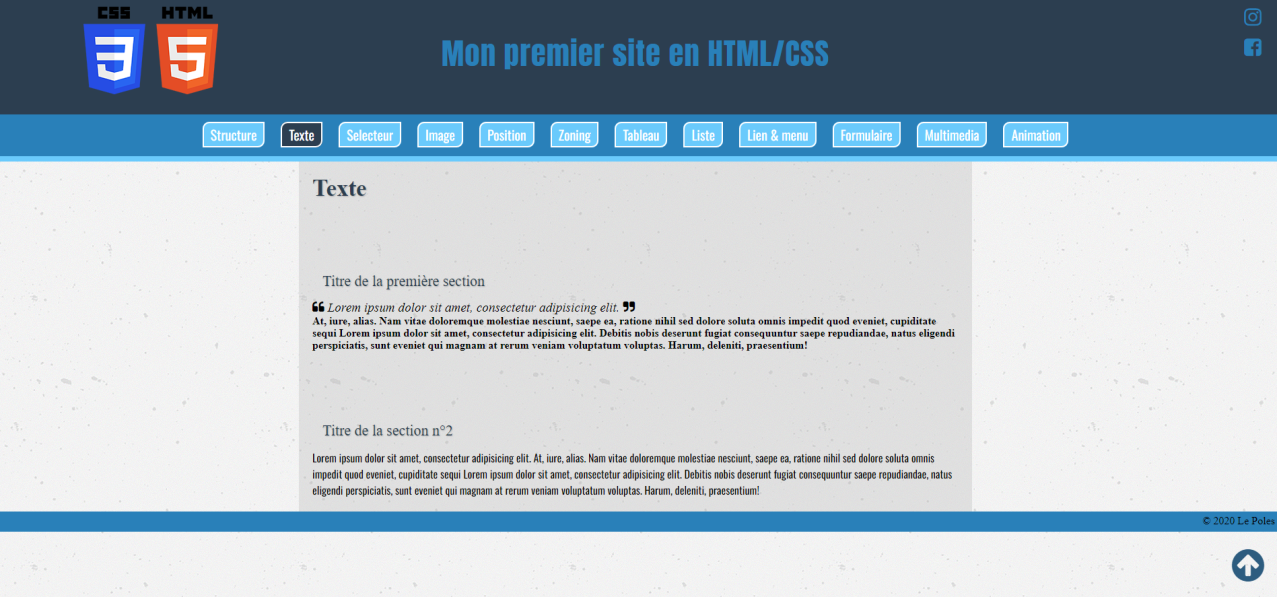 CSS HTML
Mon premier site en HTML/CSS
Structure Texte Selecteur Image Position Zoning Tableau Liste Lien & menu Formulaire Multimedia Animation
Texte
Titre de la première section
❝ Lorem ipsum dolor sit amet, consectetur adipisicing elit. ❞
At, iure, alias. Nam vitae doloremque molestiae nesciunt, saepe ea, ratione nihil sed dolore soluta omnis impedit quod eveniet, cupiditate
sequi Lorem ipsum dolor sit amet, consectetur adipisicing elit. Debitis nobis deserunt fugiat consequuntur saepe repudiandae, natus eligendi
perspiciatis, sunt eveniet qui magnam at rerum veniam voluptatum voluptas. Harum, deleniti, praesentium!
Titre de la section n°2
Lorem ipsum dolor sit amet, consectetur adipisicing elit. At, iure, alias. Nam vitae doloremque molestiae nesciunt, saepe ea, ratione nihil sed dolore soluta omnis
impedit quod eveniet, cupiditate sequi Lorem ipsum dolor sit amet, consectetur adipisicing elit. Debitis nobis deserunt fugiat consequuntur saepe repudiandae, natus
eligendi perspiciatis, sunt eveniet qui magnam at rerum veniam voluptatum voluptas. Harum, deleniti, praesentium!
© 2020 Le Poles